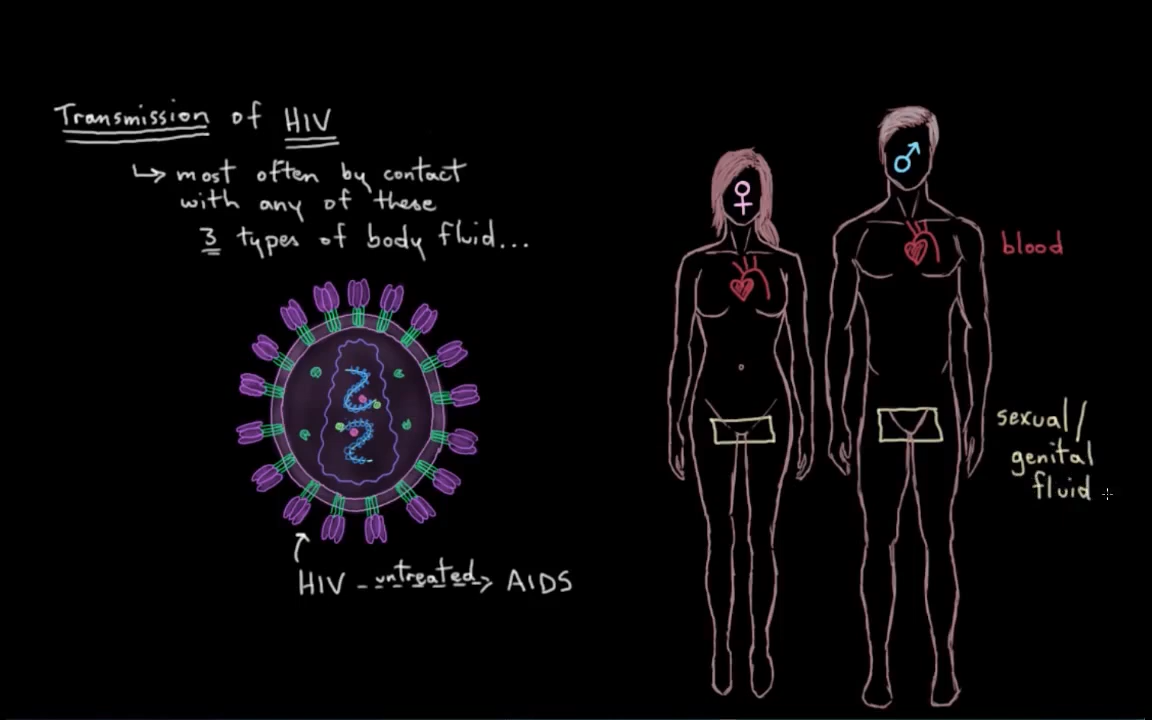 Transmission of HIV
most often by contact
with any of these
3 types of body fluid...
HIV untreated AIDS
blood
sexual/
genital
fluid